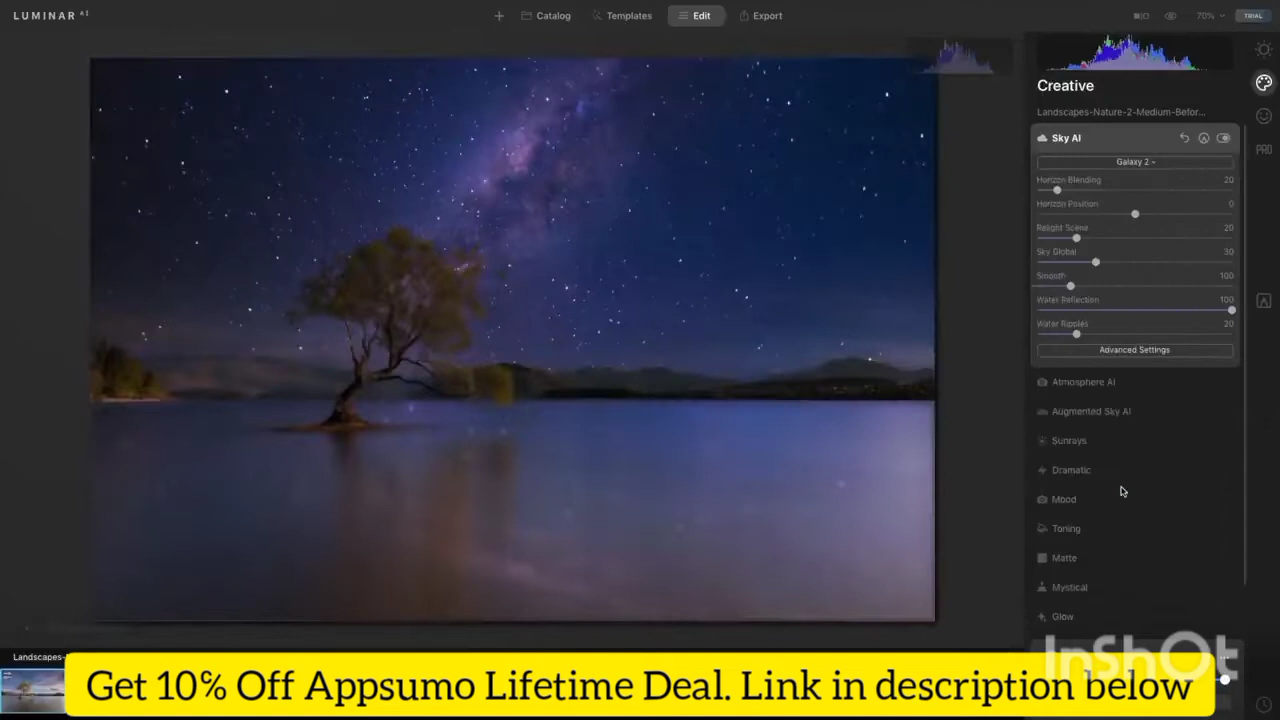 LUMINAR AI
Catalog
Templates
Edit
Export
70%
TRIAL
Creative
Landscapes-Nature-2-Medium-Befor...
Sky AI
Galaxy 2
Horizon Blending 20
Horizon Position 0
Relight Scene 20
Sky Global 30
Smooth 100
Water Reflection 100
Water Ripples 20
Advanced Settings
PRO
Atmosphere AI
Augmented Sky AI
Sunrays
Dramatic
Mood
Toning
Matte
Mystical
Glow
InShOt
Landscapes-
Get 10% Off Appsumo Lifetime Deal. Link in description below